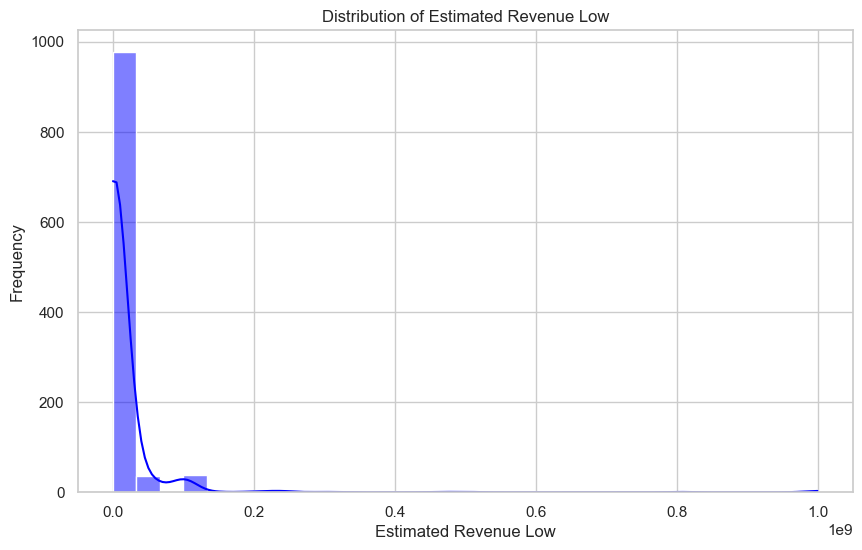 Distribution of Estimated Revenue Low
1000
800
600
400
200
0
Frequency
0.0 0.2 0.4 0.6 0.8 1.0
1e9
Estimated Revenue Low